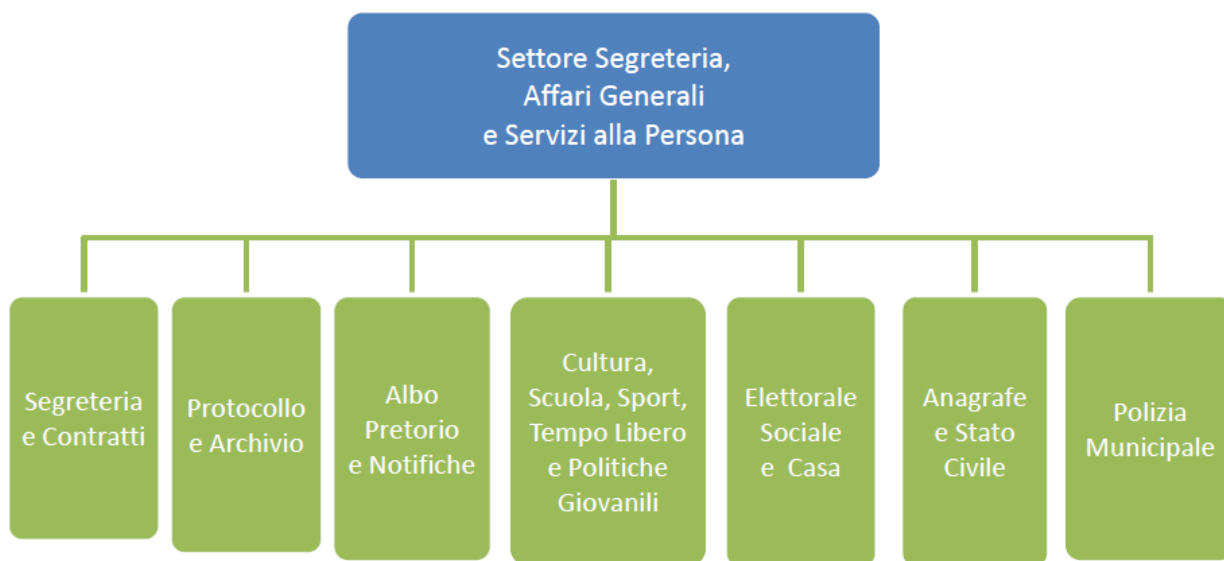 Settore Segreteria,
Affari Generali
e Servizi alla Persona
Segreteria
e Contratti
Protocollo
e Archivio
Albo
Pretorio
e Notifiche
Cultura,
Scuola, Sport,
Tempo Libero
e Politiche
Giovanili
Elettorale
Sociale
e Casa
Anagrafe
e Stato
Civile
Polizia
Municipale